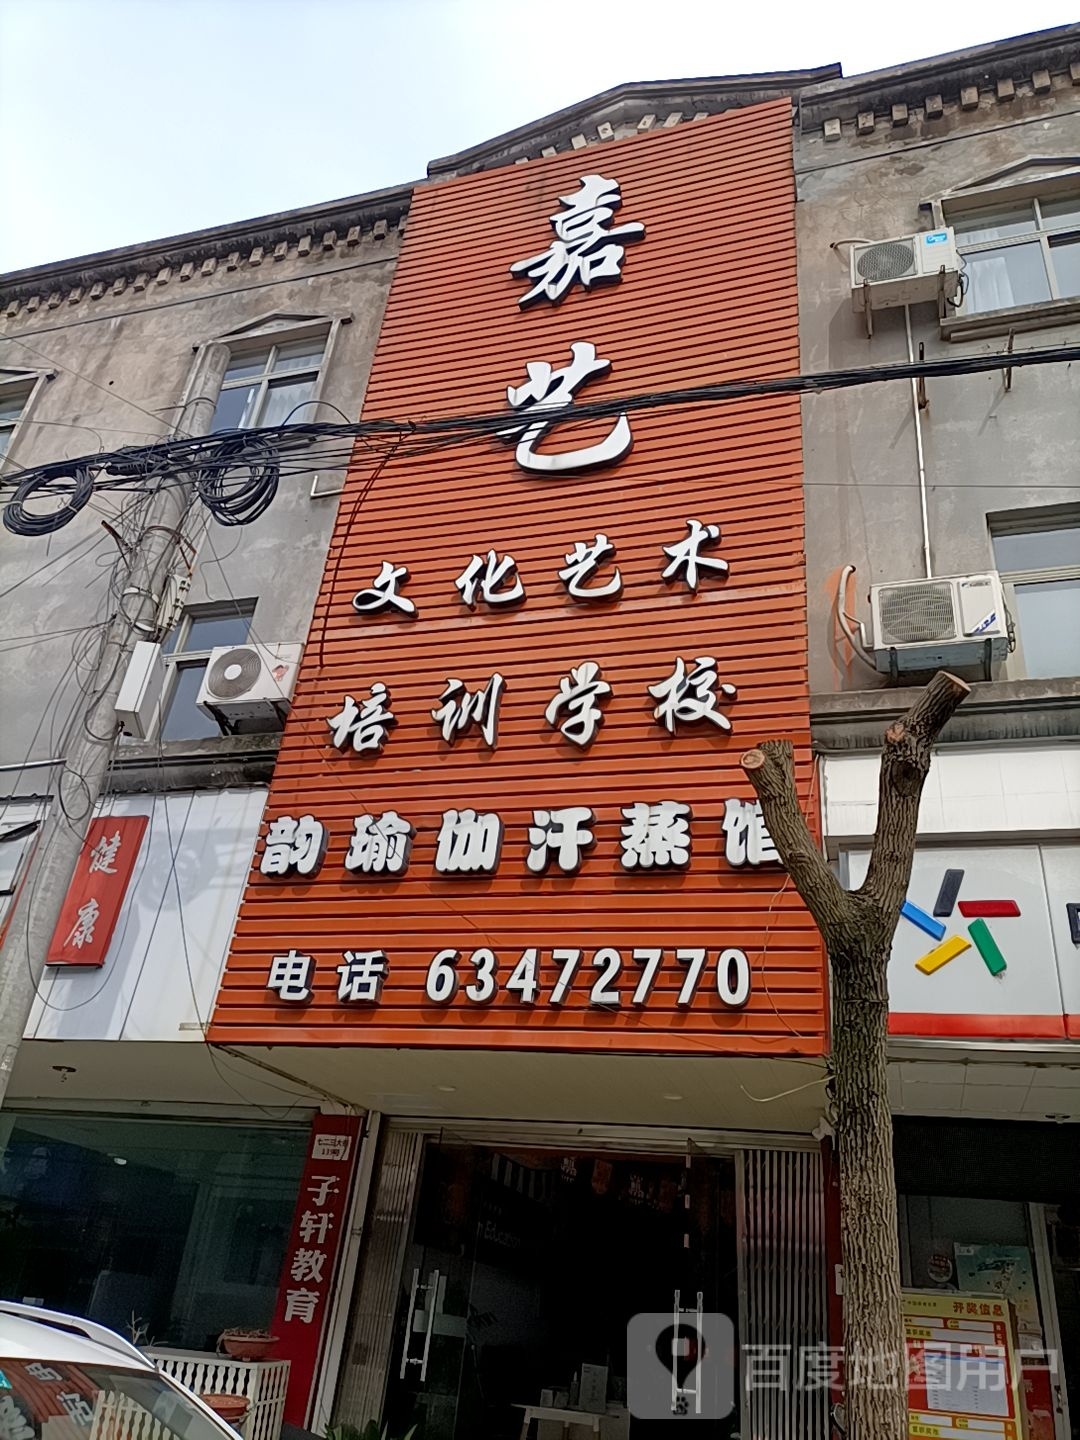 嘉
艺
文化艺术
培训学校
韵瑜伽汗蒸馆
电话 63472770
健康
子轩教育
开奖信息
百度地图用户